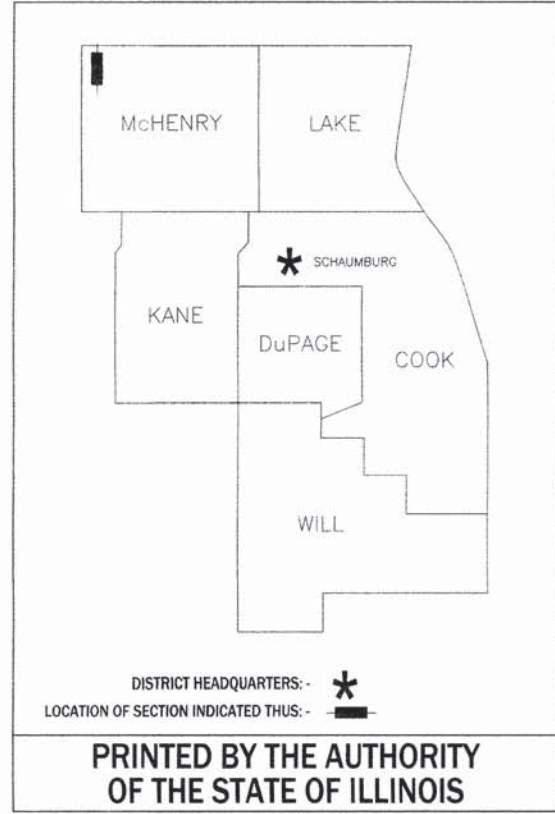 McHENRY
LAKE
SCHAUMBURG
KANE
DuPAGE
COOK
WILL
DISTRICT HEADQUARTERS: -
LOCATION OF SECTION INDICATED THUS: -
PRINTED BY THE AUTHORITY
OF THE STATE OF ILLINOIS